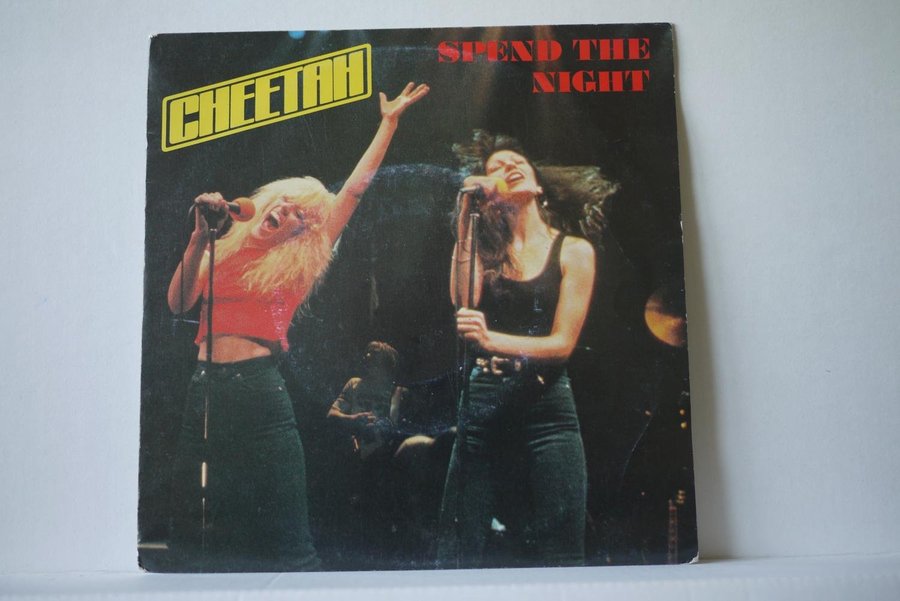 CHEETAH
SPEND THE
NIGHT